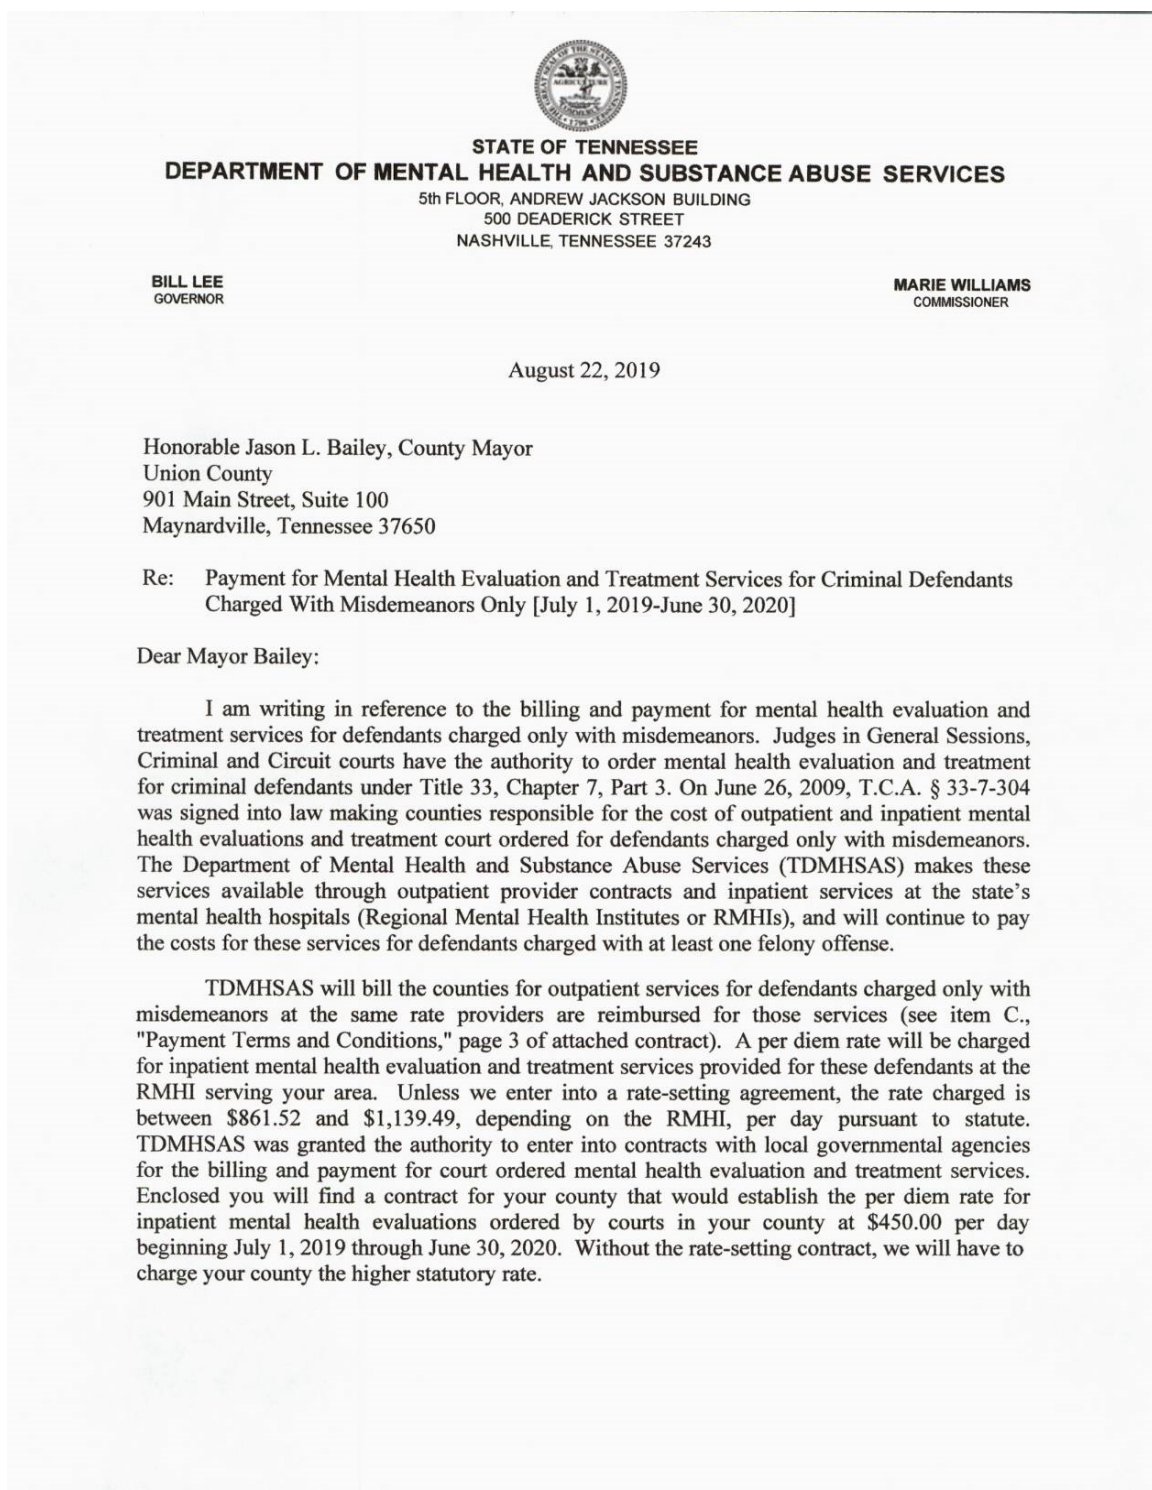 THE GREAT SEAL OF THE STATE OF TENNESSEE
XVI
AGRICULTURE
COMMERCE
1796
STATE OF TENNESSEE
DEPARTMENT OF MENTAL HEALTH AND SUBSTANCE ABUSE SERVICES
5th FLOOR, ANDREW JACKSON BUILDING
500 DEADERICK STREET
NASHVILLE, TENNESSEE 37243
BILL LEE
GOVERNOR
MARIE WILLIAMS
COMMISSIONER
August 22, 2019
Honorable Jason L. Bailey, County Mayor
Union County
901 Main Street, Suite 100
Maynardville, Tennessee 37650
Re: Payment for Mental Health Evaluation and Treatment Services for Criminal Defendants
Charged With Misdemeanors Only [July 1, 2019-June 30, 2020]
Dear Mayor Bailey:
I am writing in reference to the billing and payment for mental health evaluation and
treatment services for defendants charged only with misdemeanors. Judges in General Sessions,
Criminal and Circuit courts have the authority to order mental health evaluation and treatment
for criminal defendants under Title 33, Chapter 7, Part 3. On June 26, 2009, T.C.A. § 33-7-304
was signed into law making counties responsible for the cost of outpatient and inpatient mental
health evaluations and treatment court ordered for defendants charged only with misdemeanors.
The Department of Mental Health and Substance Abuse Services (TDMHSAS) makes these
services available through outpatient provider contracts and inpatient services at the state's
mental health hospitals (Regional Mental Health Institutes or RMHIs), and will continue to pay
the costs for these services for defendants charged with at least one felony offense.
TDMHSAS will bill the counties for outpatient services for defendants charged only with
misdemeanors at the same rate providers are reimbursed for those services (see item C.,
"Payment Terms and Conditions," page 3 of attached contract). A per diem rate will be charged
for inpatient mental health evaluation and treatment services provided for these defendants at the
RMHI serving your area. Unless we enter into a rate-setting agreement, the rate charged is
between $861.52 and $1,139.49, depending on the RMHI, per day pursuant to statute.
TDMHSAS was granted the authority to enter into contracts with local governmental agencies
for the billing and payment for court ordered mental health evaluation and treatment services.
Enclosed you will find a contract for your county that would establish the per diem rate for
inpatient mental health evaluations ordered by courts in your county at $450.00 per day
beginning July 1, 2019 through June 30, 2020. Without the rate-setting contract, we will have to
charge your county the higher statutory rate.